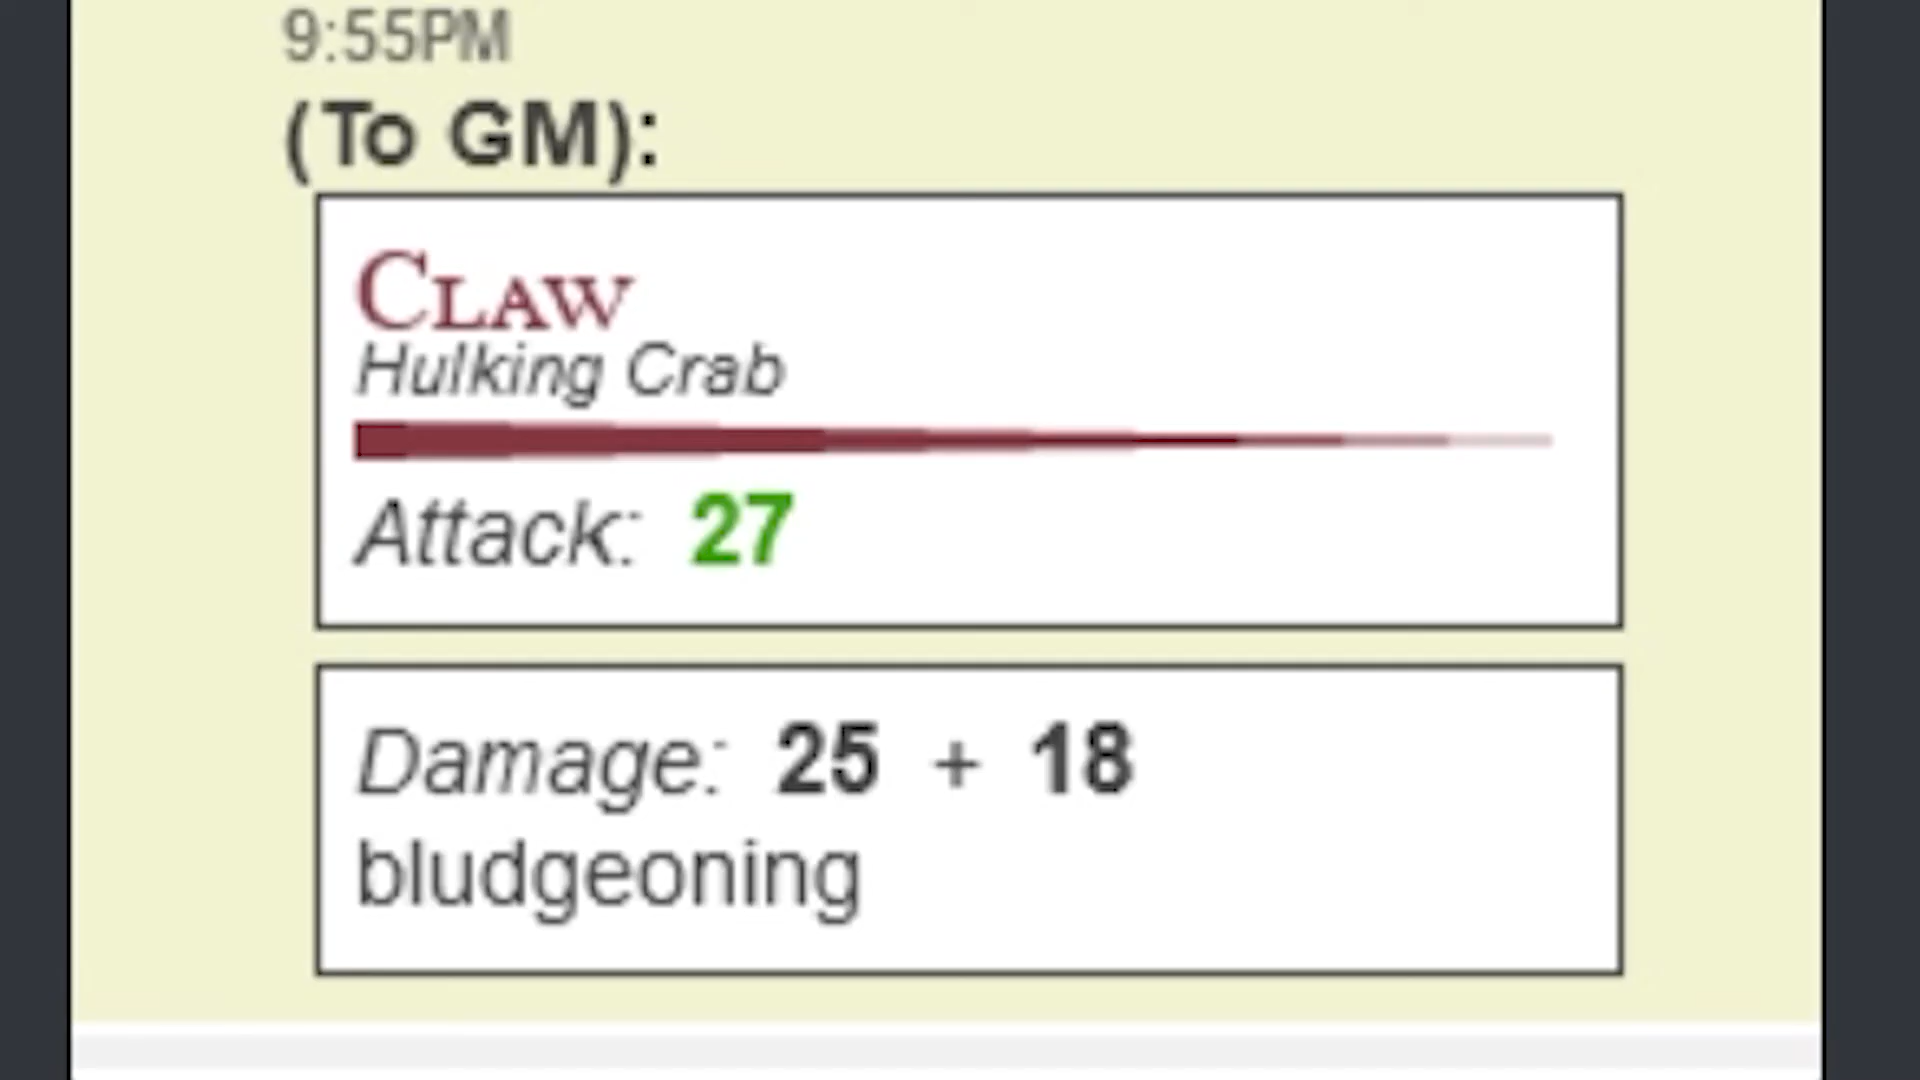 9:55PM
(To GM):
CLAW
Hulking Crab
Attack: 27
Damage: 25 + 18
bludgeoning